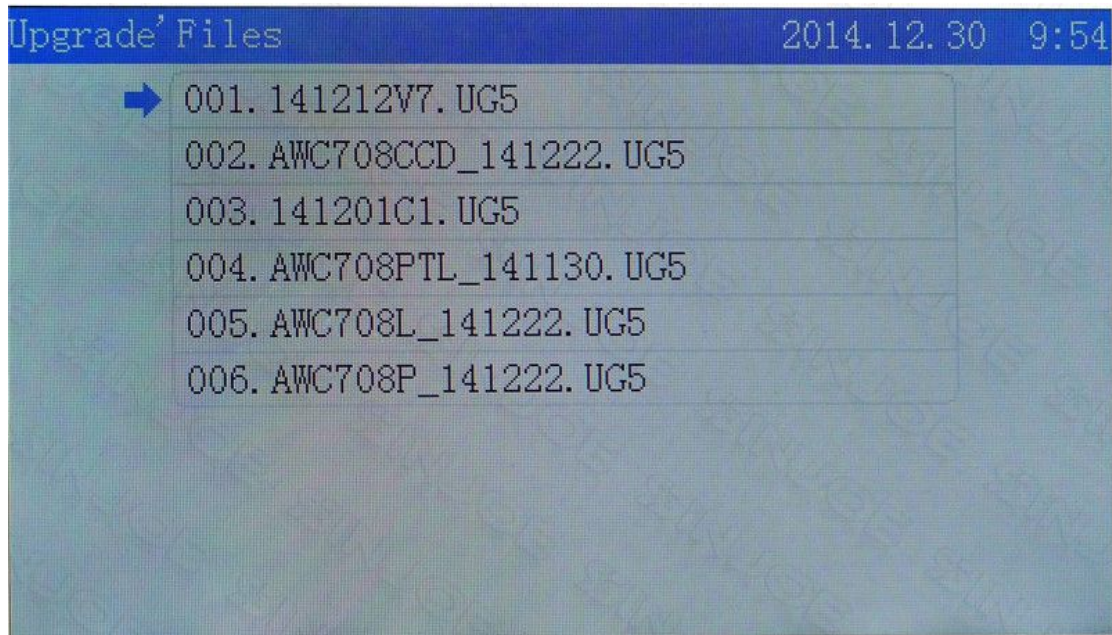 Upgrade'Files 2014.12.30 9:54
001.141212V7.UG5
002.AWC708CCD_141222.UG5
003.141201C1.UG5
004.AWC708PTL_141130.UG5
005.AWC708L_141222.UG5
006.AWC708P_141222.UG5